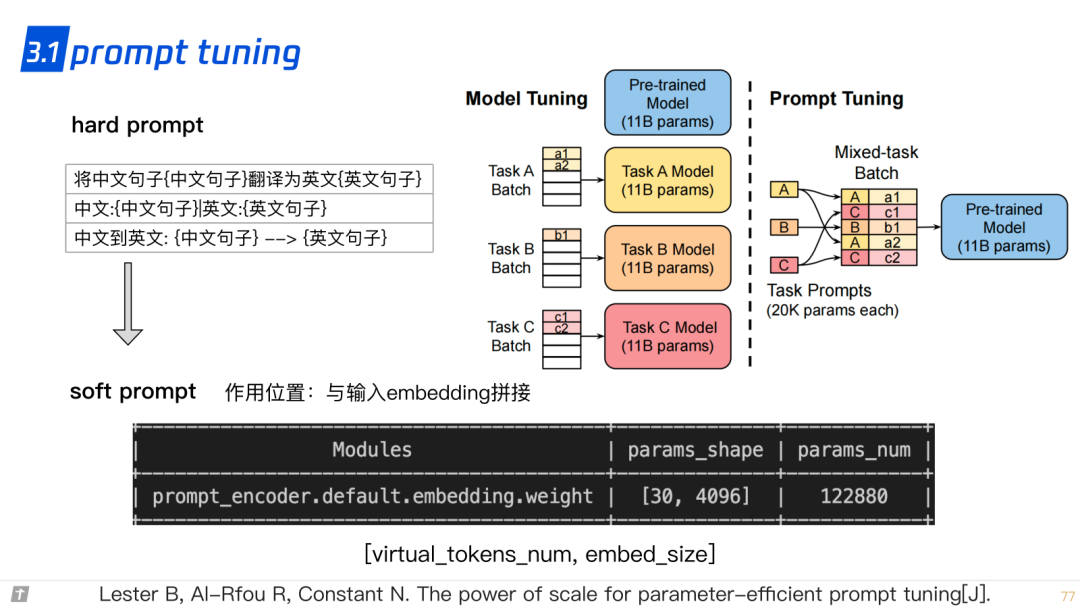 3.1 prompt tuning
hard prompt
将中文句子{中文句子}翻译为英文{英文句子}
中文:{中文句子}|英文:{英文句子}
中文到英文: {中文句子} --> {英文句子}
soft prompt
作用位置：与输入embedding拼接
Model Tuning
Pre-trained
Model
(11B params)
Task A
Batch
a1
a2
Task A Model
(11B params)
Task B
Batch
b1
Task B Model
(11B params)
Task C
Batch
c1
c2
Task C Model
(11B params)
Prompt Tuning
Mixed-task
Batch
A
B
C
A a1
C c1
B b1
A a2
C c2
Pre-trained
Model
(11B params)
Task Prompts
(20K params each)
| Modules | params_shape | params_num |
| prompt_encoder.default.embedding.weight | [30, 4096] | 122880 |
[virtual_tokens_num, embed_size]
Lester B, Al-Rfou R, Constant N. The power of scale for parameter-efficient prompt tuning[J].
77